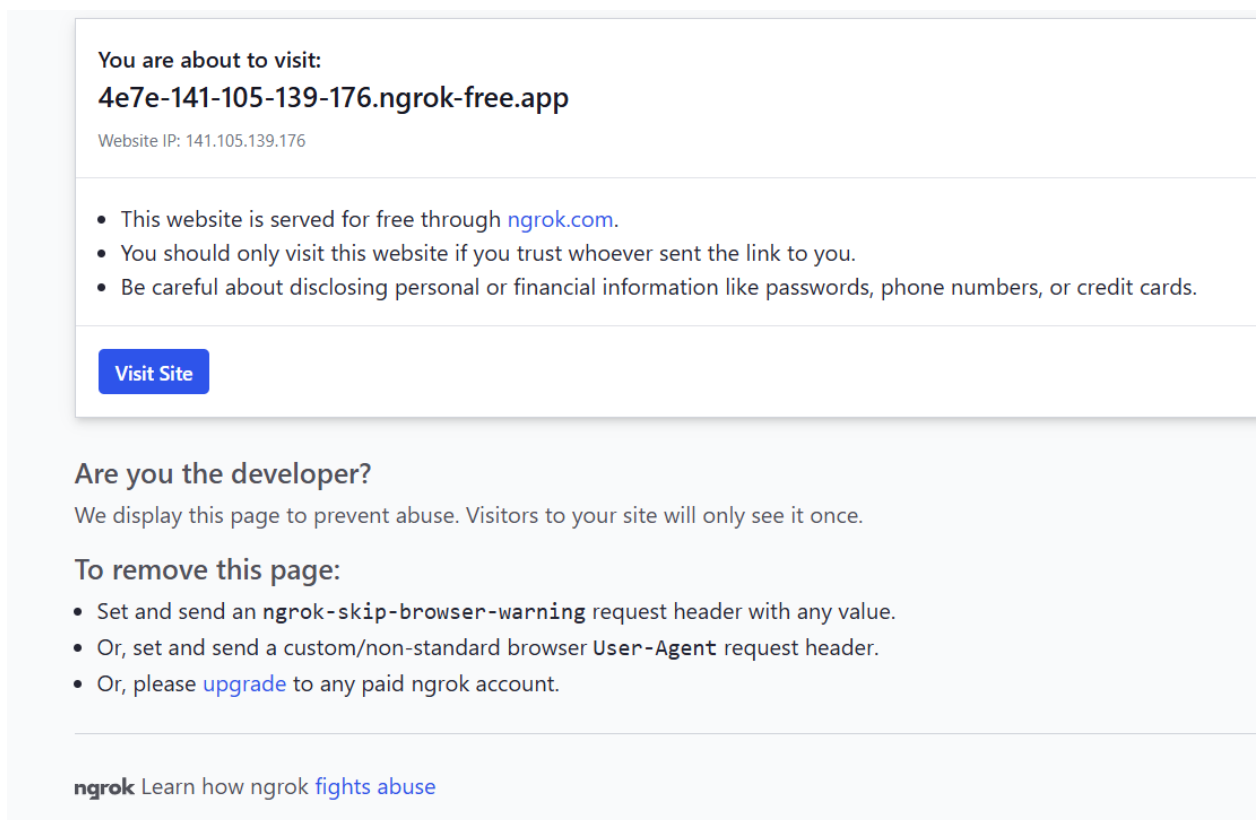 You are about to visit:
4e7e-141-105-139-176.ngrok-free.app
Website IP: 141.105.139.176
• This website is served for free through ngrok.com.
• You should only visit this website if you trust whoever sent the link to you.
• Be careful about disclosing personal or financial information like passwords, phone numbers, or credit cards.
Visit Site
Are you the developer?
We display this page to prevent abuse. Visitors to your site will only see it once.
To remove this page:
• Set and send an ngrok-skip-browser-warning request header with any value.
• Or, set and send a custom/non-standard browser User-Agent request header.
• Or, please upgrade to any paid ngrok account.
ngrok Learn how ngrok fights abuse